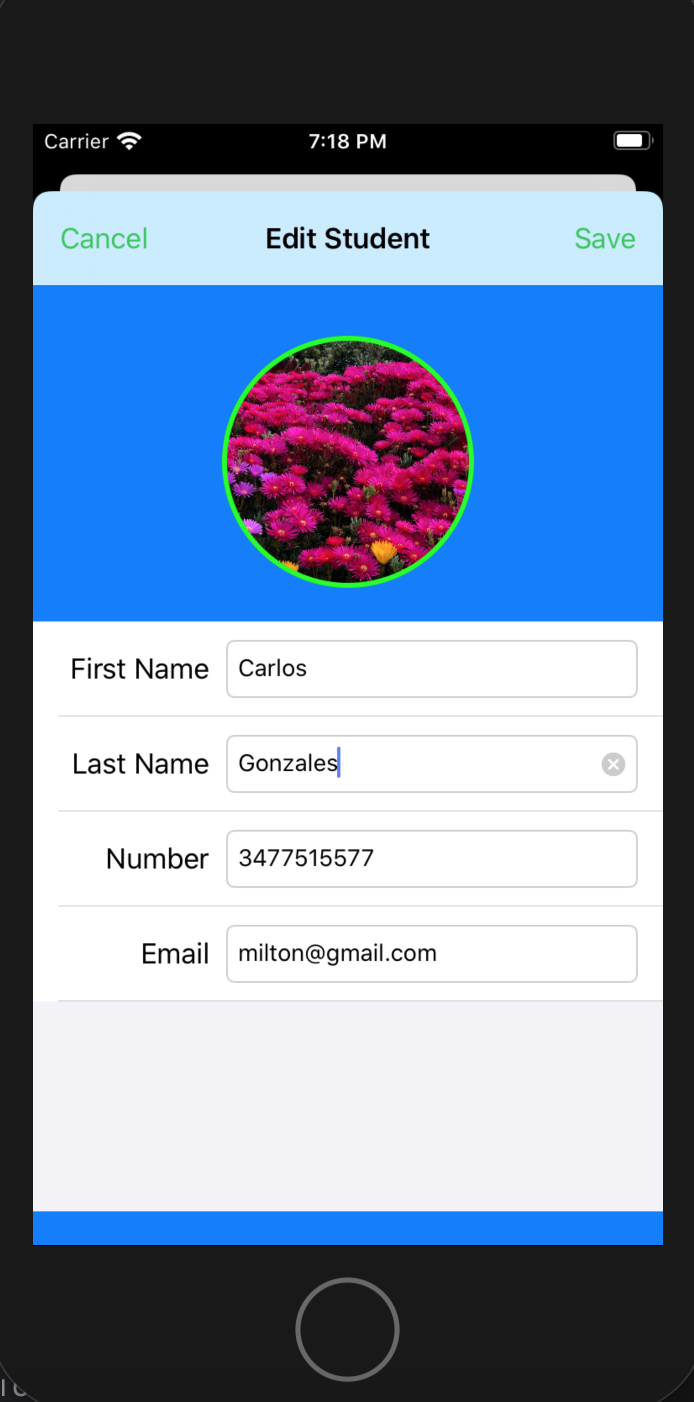 Carrier 7:18 PM
Cancel Edit Student Save
First Name Carlos
Last Name Gonzales
Number 3477515577
Email milton@gmail.com